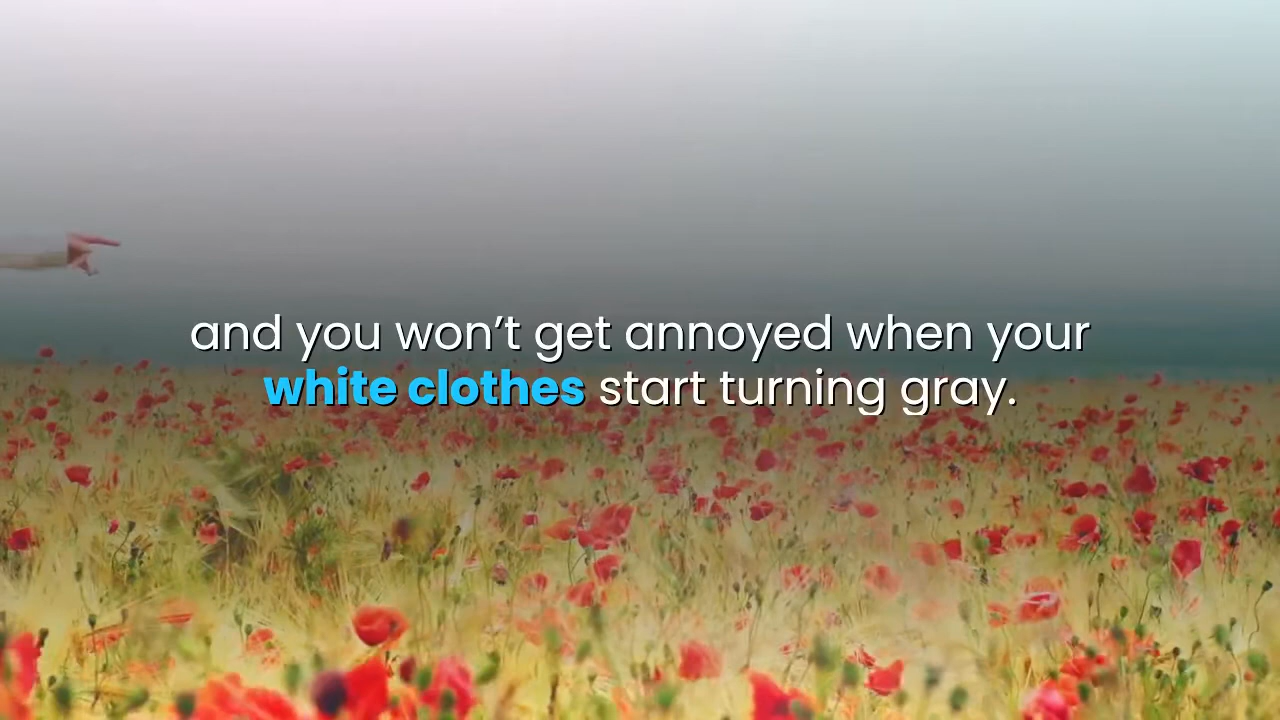 and you won’t get annoyed when your
white clothes start turning gray.